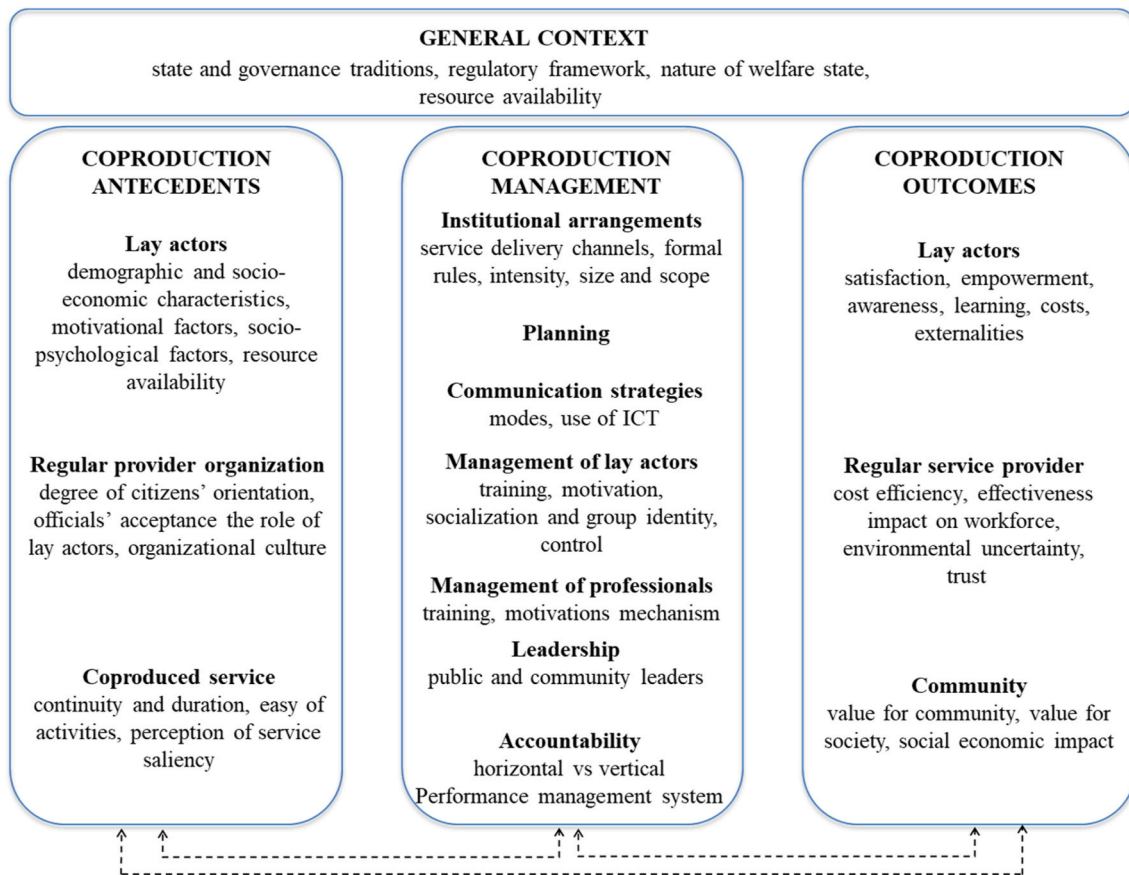 GENERAL CONTEXT
state and governance traditions, regulatory framework, nature of welfare state,
resource availability
COPRODUCTION
ANTECEDENTS
Lay actors
demographic and socio-
economic characteristics,
motivational factors, socio-
psychological factors, resource
availability
Regular provider organization
degree of citizens’ orientation,
officials’ acceptance the role of
lay actors, organizational culture
Coproduced service
continuity and duration, easy of
activities, perception of service
saliency
COPRODUCTION
MANAGEMENT
Institutional arrangements
service delivery channels, formal
rules, intensity, size and scope
Planning
Communication strategies
modes, use of ICT
Management of lay actors
training, motivation,
socialization and group identity,
control
Management of professionals
training, motivations mechanism
Leadership
public and community leaders
Accountability
horizontal vs vertical
Performance management system
COPRODUCTION
OUTCOMES
Lay actors
satisfaction, empowerment,
awareness, learning, costs,
externalities
Regular service provider
cost efficiency, effectiveness
impact on workforce,
environmental uncertainty,
trust
Community
value for community, value for
society, social economic impact